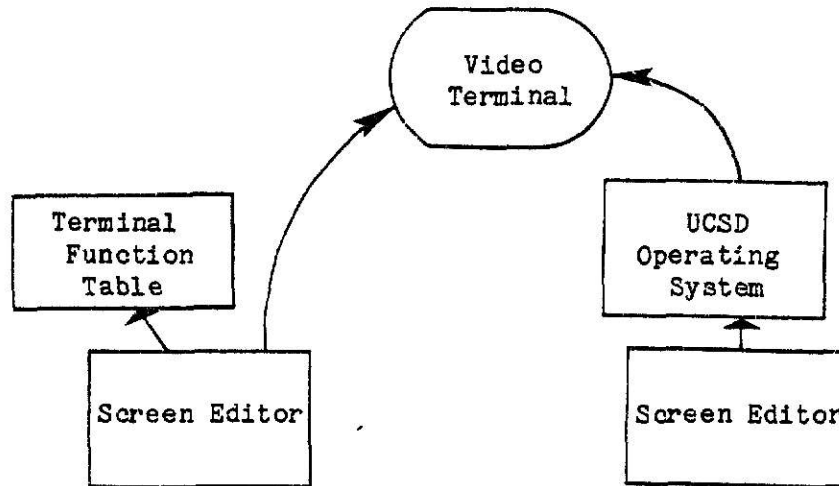 Video
Terminal
Terminal
Function
Table
UCSD
Operating
System
Screen Editor
Screen Editor